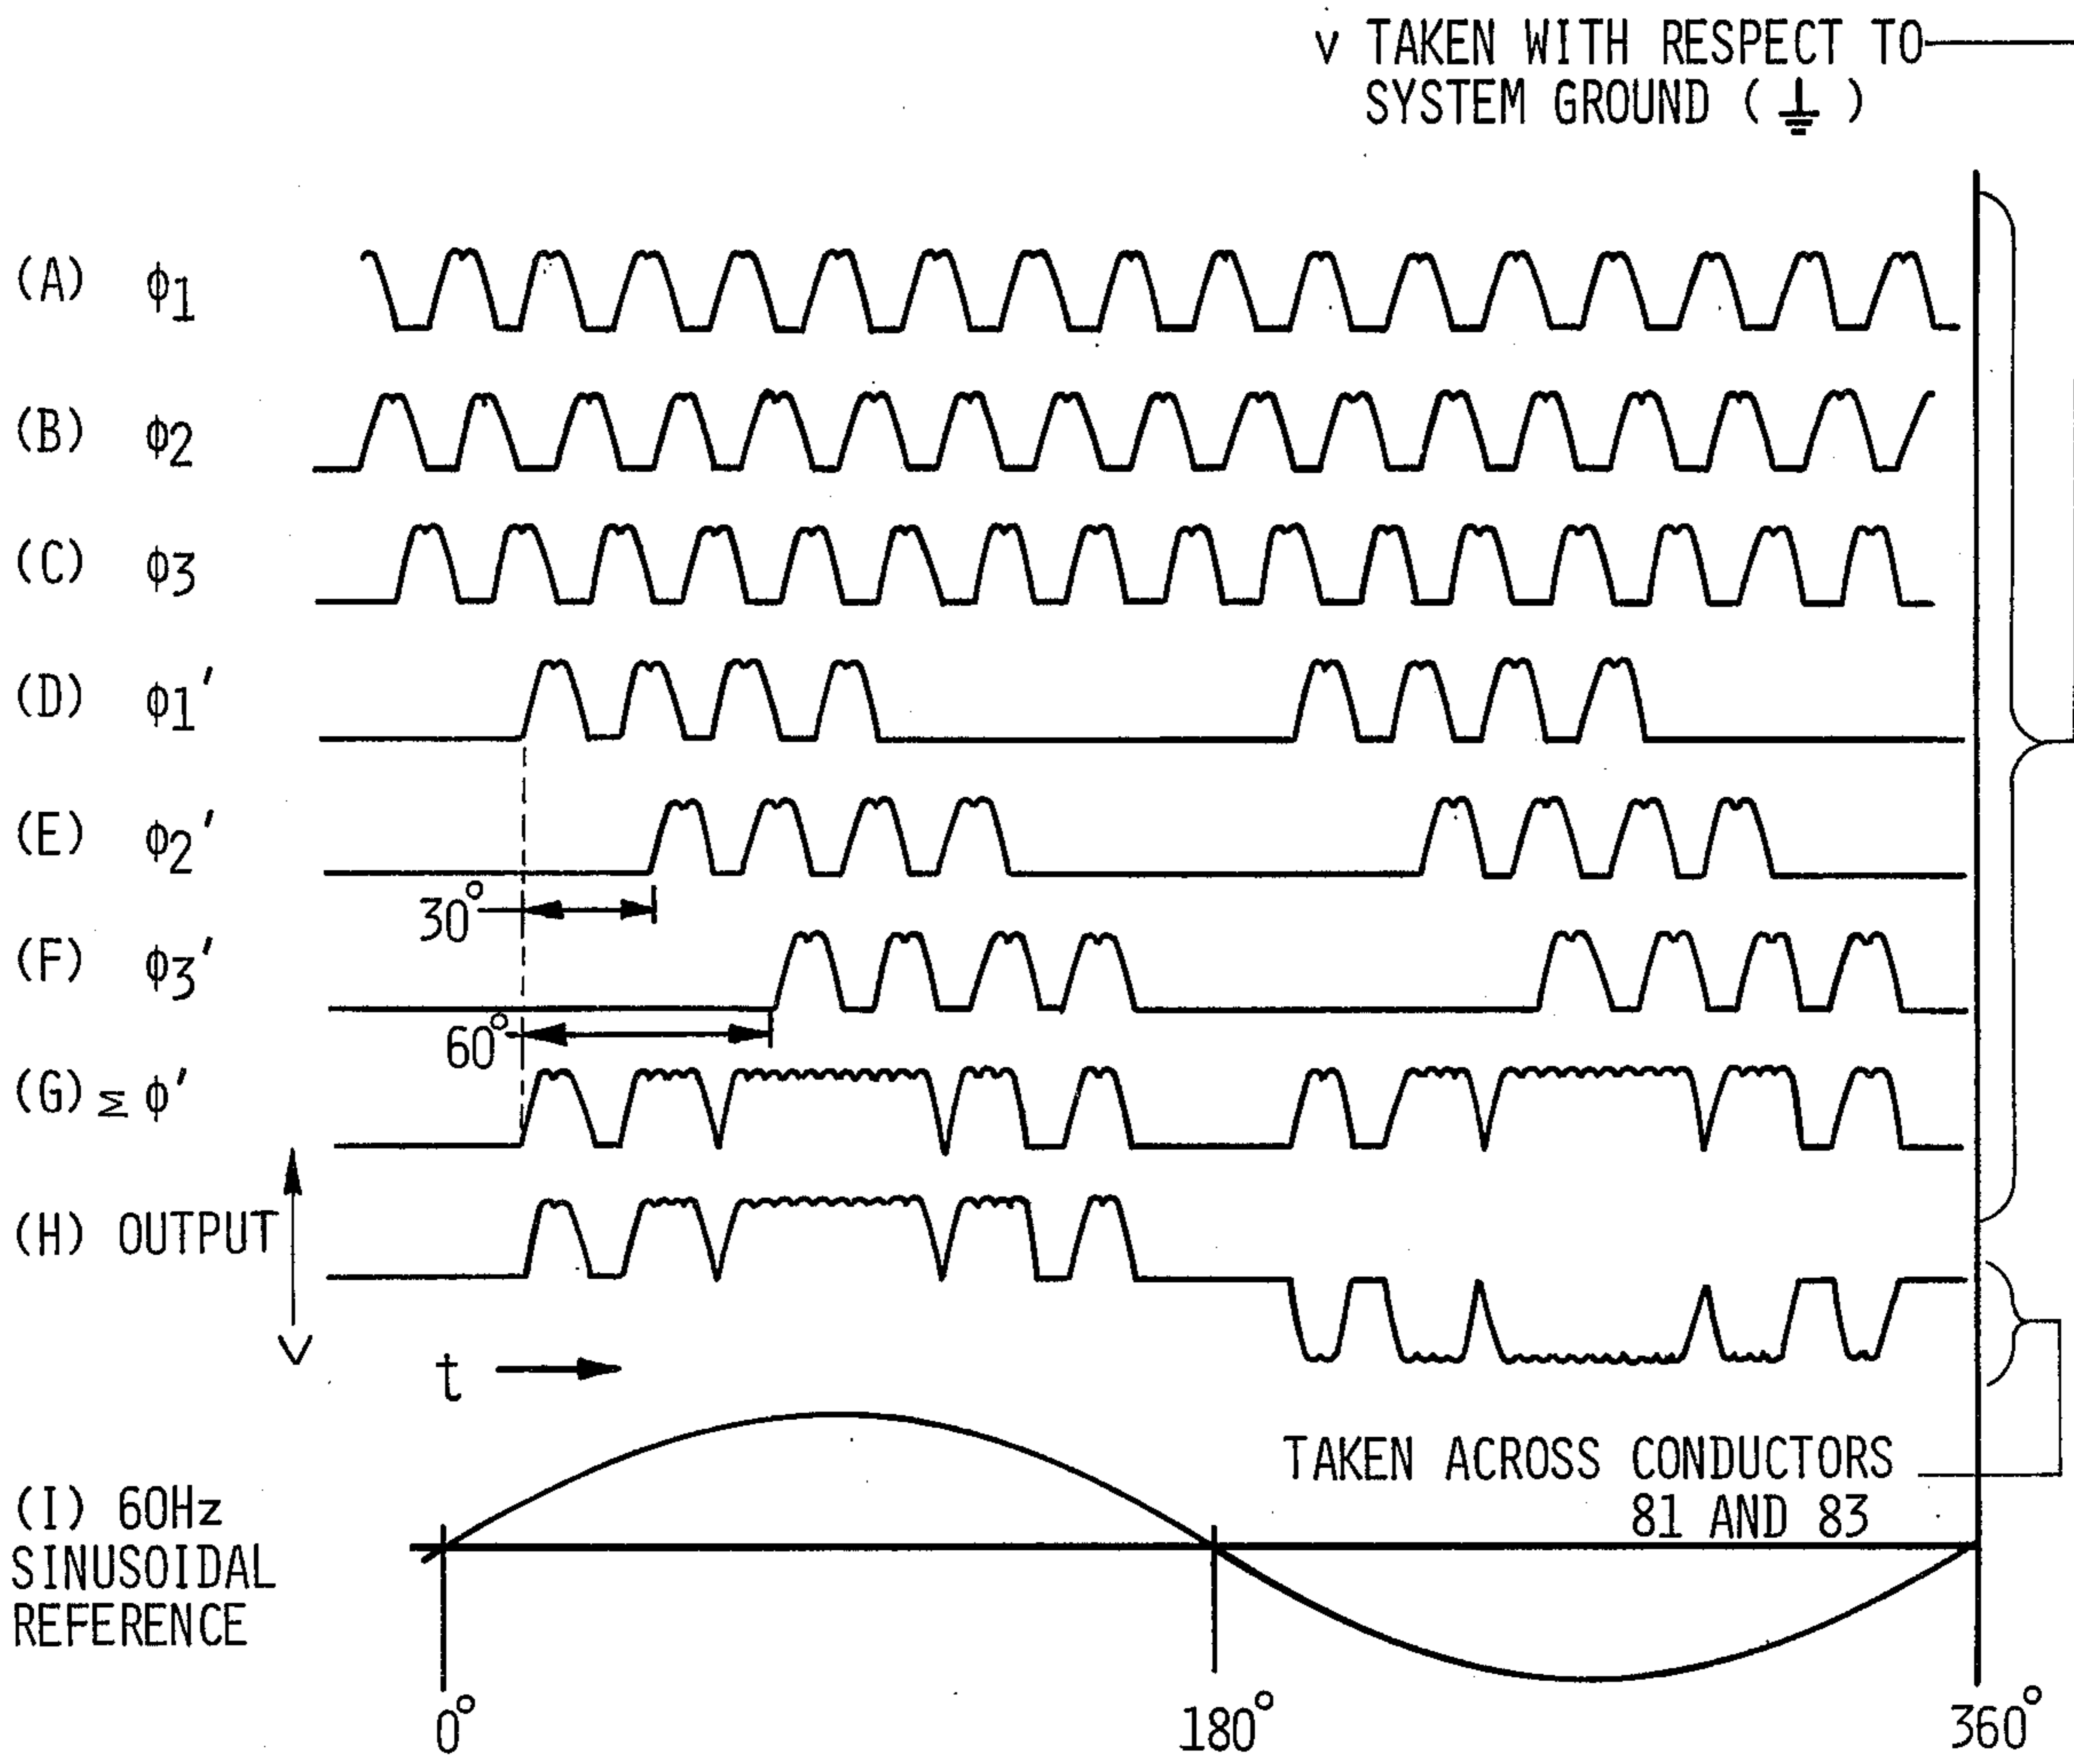 v TAKEN WITH RESPECT TO
SYSTEM GROUND ( ⏚ )
(A) ϕ1
(B) ϕ2
(C) ϕ3
(D) ϕ1′
(E) ϕ2′
30°
(F) ϕ3′
60°
(G) Σ ϕ′
(H) OUTPUT
V
t
TAKEN ACROSS CONDUCTORS
81 AND 83
(I) 60Hz
SINUSOIDAL
REFERENCE
0°
180°
360°